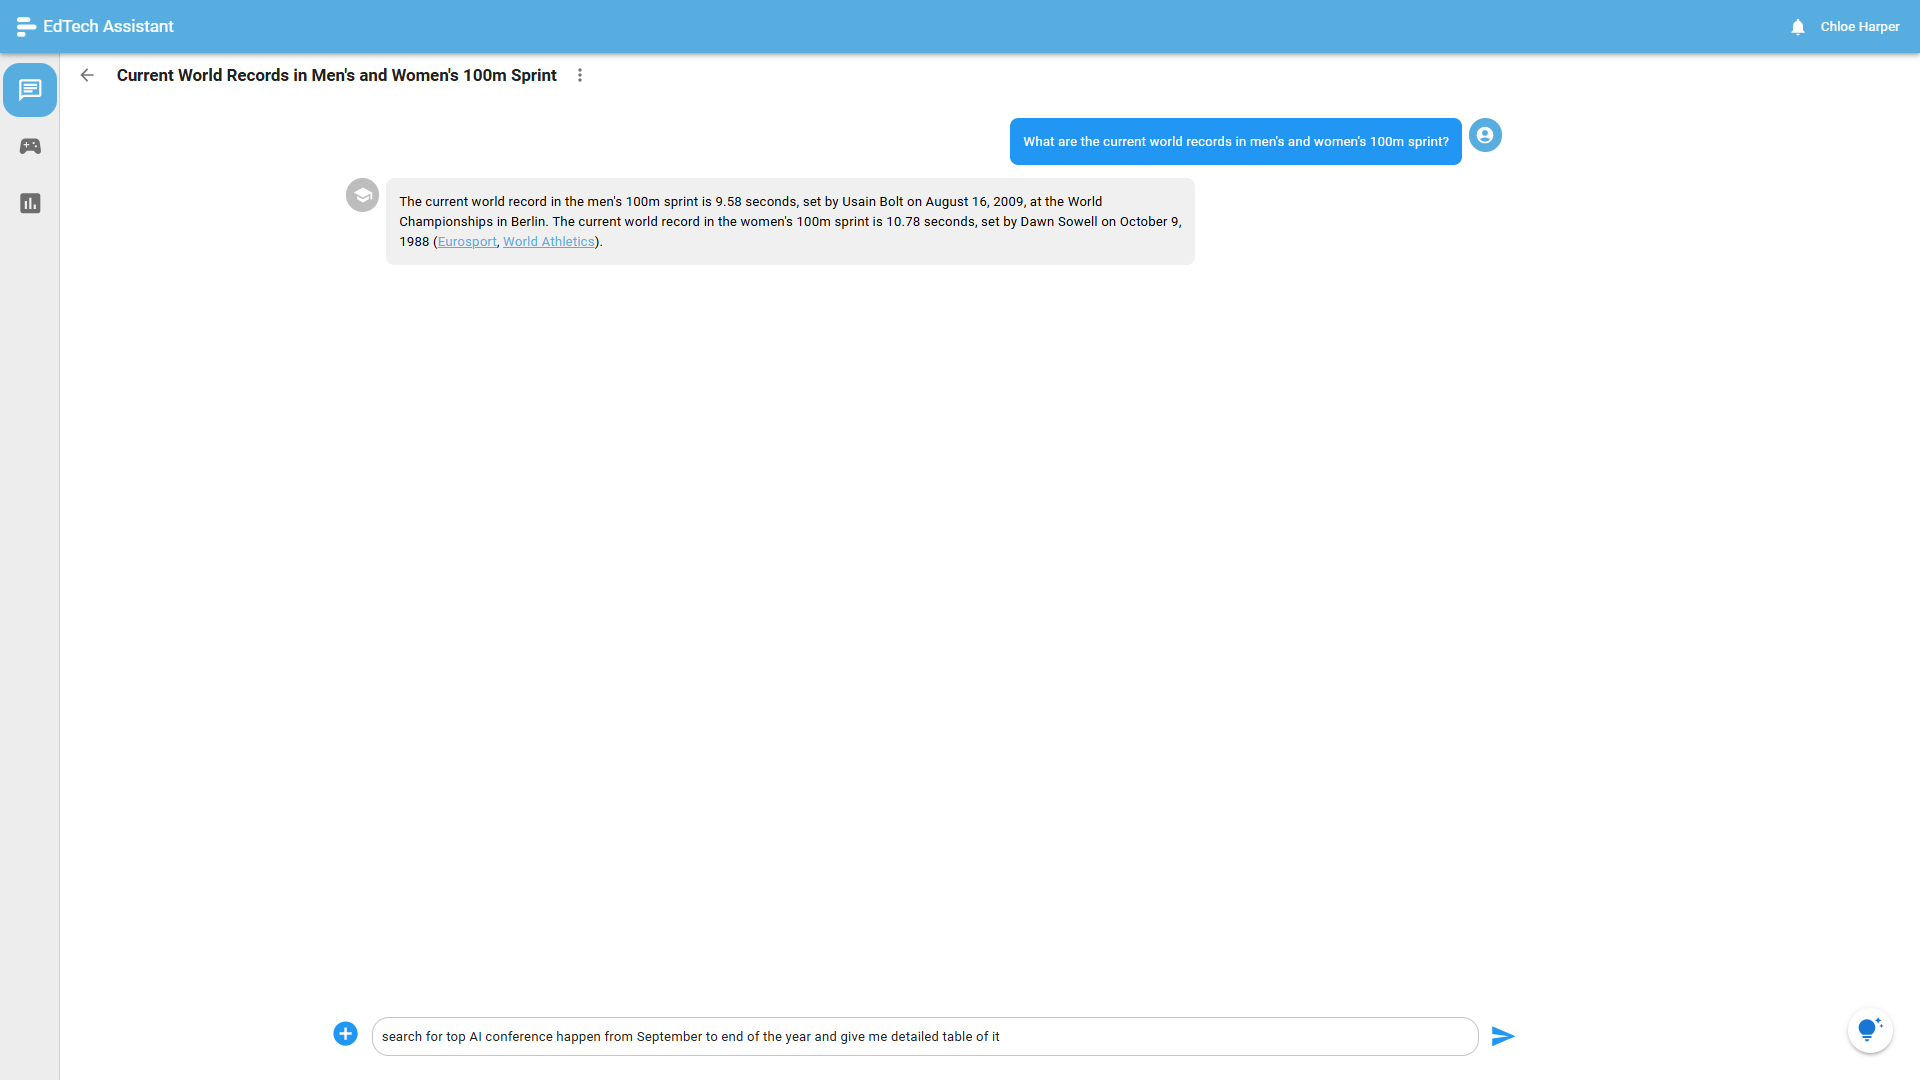 EdTech Assistant
Chloe Harper
Current World Records in Men's and Women's 100m Sprint
What are the current world records in men's and women's 100m sprint?
The current world record in the men's 100m sprint is 9.58 seconds, set by Usain Bolt on August 16, 2009, at the World
Championships in Berlin. The current world record in the women's 100m sprint is 10.78 seconds, set by Dawn Sowell on October 9,
1988 (Eurosport, World Athletics).
search for top AI conference happen from September to end of the year and give me detailed table of it